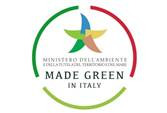 MINISTERO DELL'AMBIENTE
E DELLA TUTELA DEL TERRITORIO E DEL MARE
MADE GREEN
IN ITALY